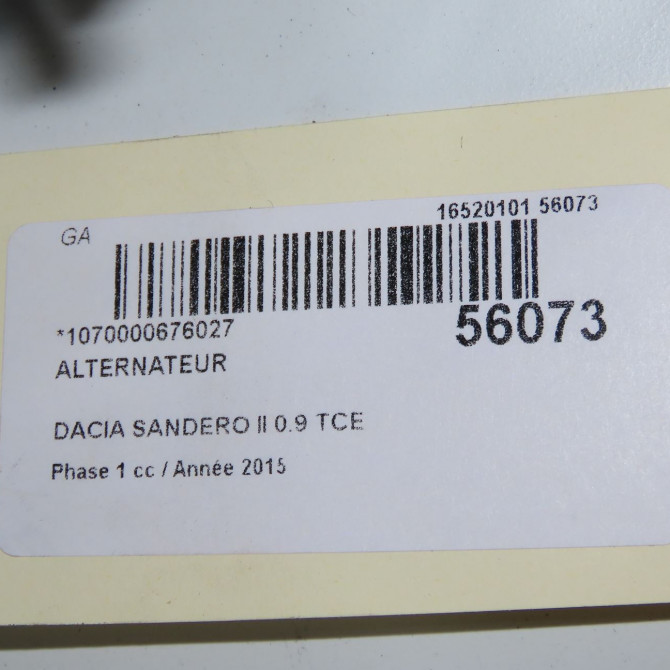 GA
16520101 56073
*1070000676027
56073
ALTERNATEUR
DACIA SANDERO II 0.9 TCE
Phase 1 cc / Année 2015